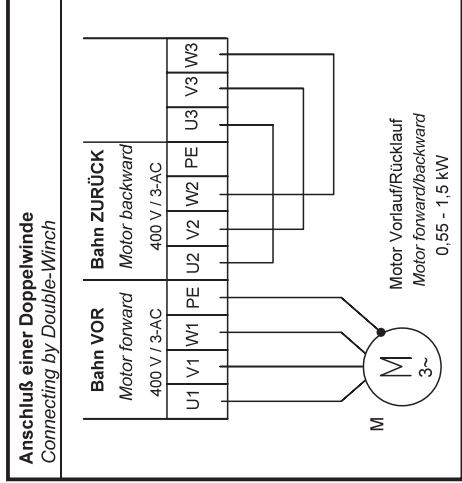 Anschluß einer Doppelwinde
Connecting by Double-Winch
Bahn VOR
Motor forward
400 V / 3-AC
Bahn ZURÜCK
Motor backward
400 V / 3-AC
U1 V1 W1 PE U2 V2 W2 PE U3 V3 W3
M
M
3~
Motor Vorlauf/Rücklauf
Motor forward/backward
0,55 - 1,5 kW